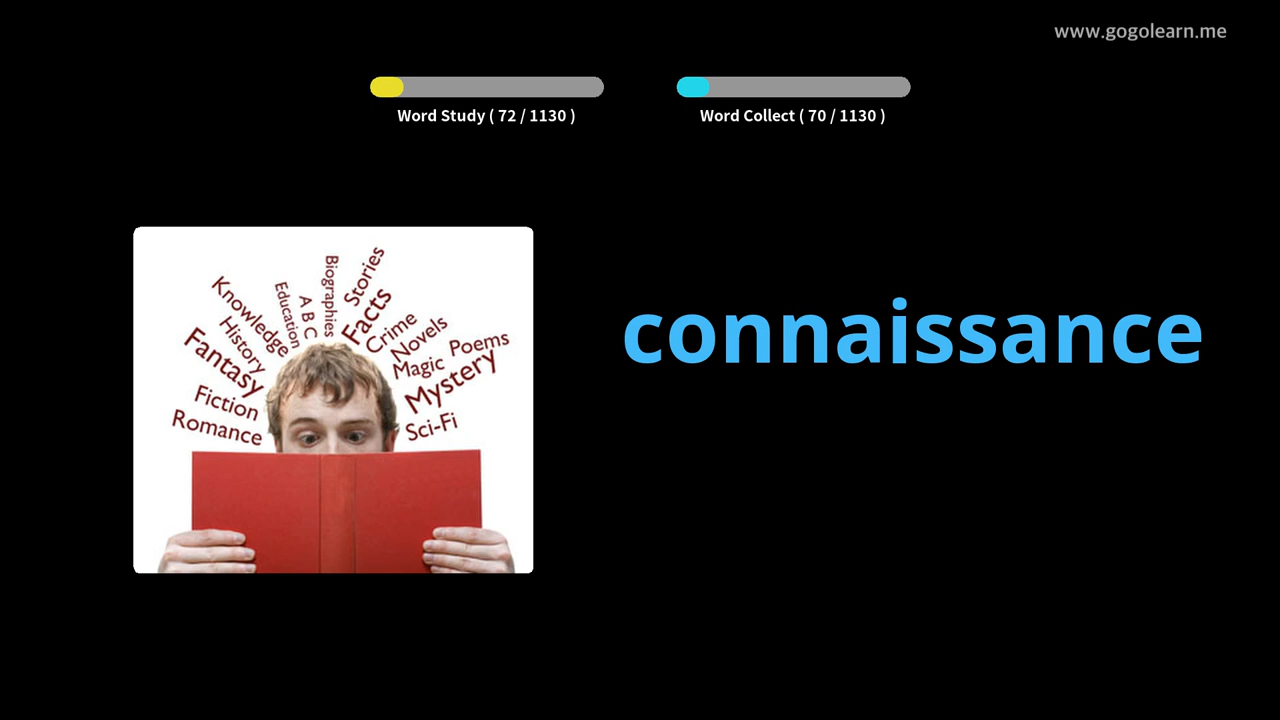 www.gogolearn.me
Word Study ( 72 / 1130 )
Word Collect ( 70 / 1130 )
Biographies
Stories
Knowledge
Education
A B C
Facts
History
Crime
Novels
Fantasy
Magic
Poems
Mystery
Fiction
Romance
Sci-Fi
connaissance